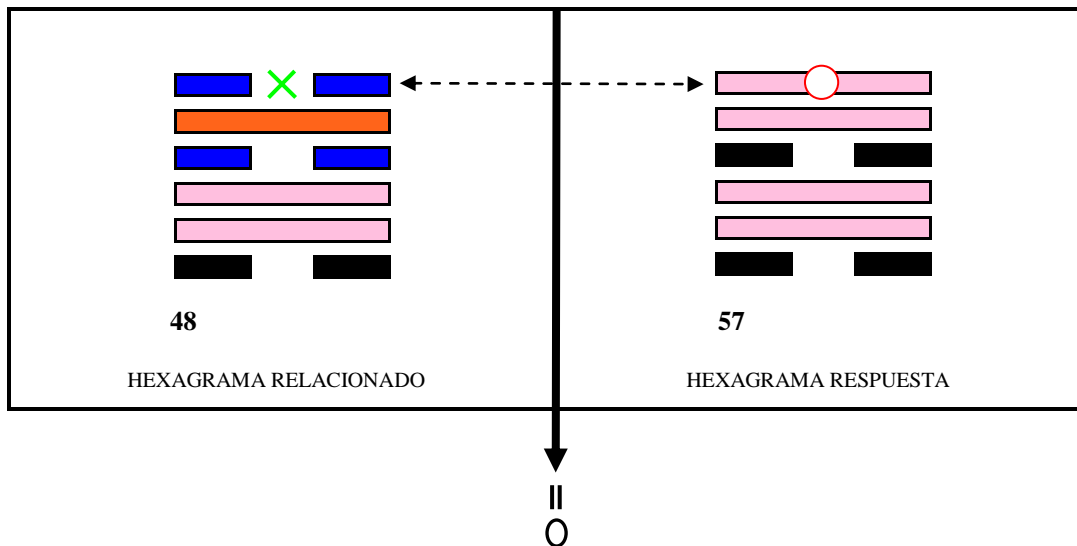 48
57
HEXAGRAMA RELACIONADO
HEXAGRAMA RESPUESTA
=
O